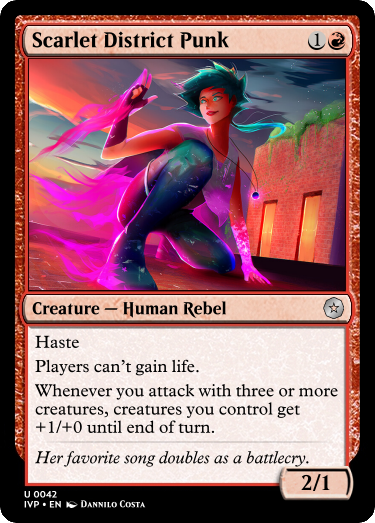 Scarlet District Punk 1
Creature — Human Rebel
Haste
Players can't gain life.
Whenever you attack with three or more
creatures, creatures you control get
+1/+0 until end of turn.
Her favorite song doubles as a battlecry.
2/1
U 0042
IVP • EN Dannilo Costa